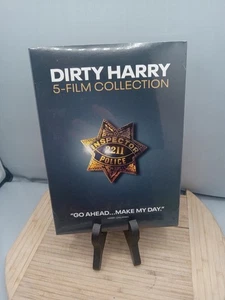 DIRTY HARRY
5-FILM COLLECTION
INSPECTOR
2211
POLICE
"GO AHEAD...MAKE MY DAY."